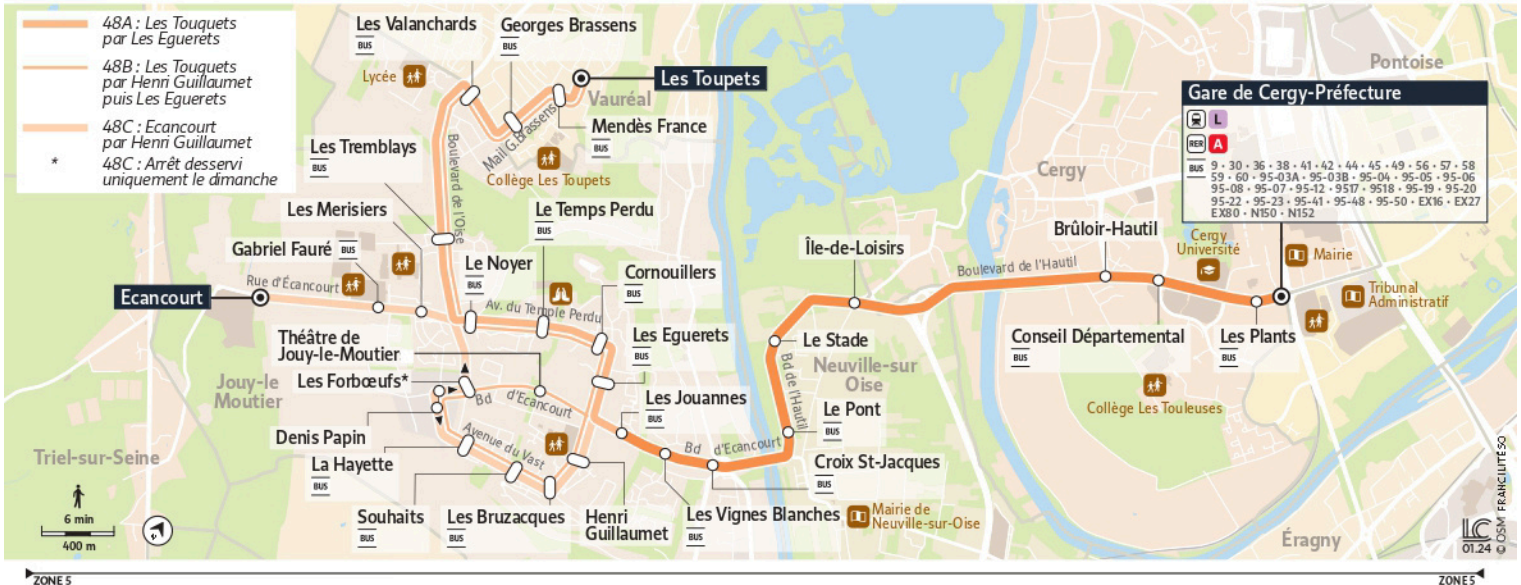 48A : Les Touquets
par Les Eguerets
48B : Les Touquets
par Henri Guillaumet
puis Les Eguerets
48C : Ecancourt
par Henri Guillaumet
* 48C : Arrêt desservi
uniquement le dimanche
Les Valanchards
BUS
Georges Brassens
BUS
Lycée
Les Toupets
Vauréal
Mendès France
BUS
Mail G.Brassens
Collège Les Toupets
Les Tremblays
BUS
Boulevard de l'Oise
Les Merisiers
Gabriel Fauré BUS
Le Temps Perdu
BUS
Le Noyer
BUS
Cornouillers
BUS
Rue d'Écancourt
Ecancourt
Av. du Temple Perdu
Théâtre de
Jouy-le-Moutier
Les Eguerets
BUS
Les Forbœufs*
Jouy-le
Moutier
Bd d'Ecancourt
Les Jouannes
BUS
Denis Papin
Avenue du Vast
La Hayette
BUS
Triel-sur-Seine
Souhaits
BUS
Les Bruzacques
BUS
Henri
Guillaumet
BUS
Les Vignes Blanches
BUS
Bd d'Ecancourt
Croix St-Jacques
BUS
Mairie de
Neuville-sur-Oise
Le Pont
BUS
Bd de l'Hautil
Le Stade
Neuville-sur
Oise
Île-de-Loisirs
Boulevard de l'Hautil
Brûloir-Hautil
Cergy
Conseil Départemental
BUS
Les Plants
BUS
Cergy
Université
Mairie
Tribunal
Administratif
Collège Les Touleuses
Pontoise
Gare de Cergy-Préfecture
L
RER A
BUS 9 • 30 • 36 • 38 • 41 • 42 • 44 • 45 • 49 • 56 • 57 • 58
59 • 60 • 95-03A • 95-03B • 95-04 • 95-05 • 95-06
95-08 • 95-07 • 95-12 • 9517 • 9518 • 95-19 • 95-20
95-22 • 95-23 • 95-41 • 95-48 • 95-50 • EX16 • EX27
EX80 • N150 • N152
Éragny
6 min
400 m
LC
01.24
© OSM FRANCILITÉ SO
ZONE 5
ZONE 5